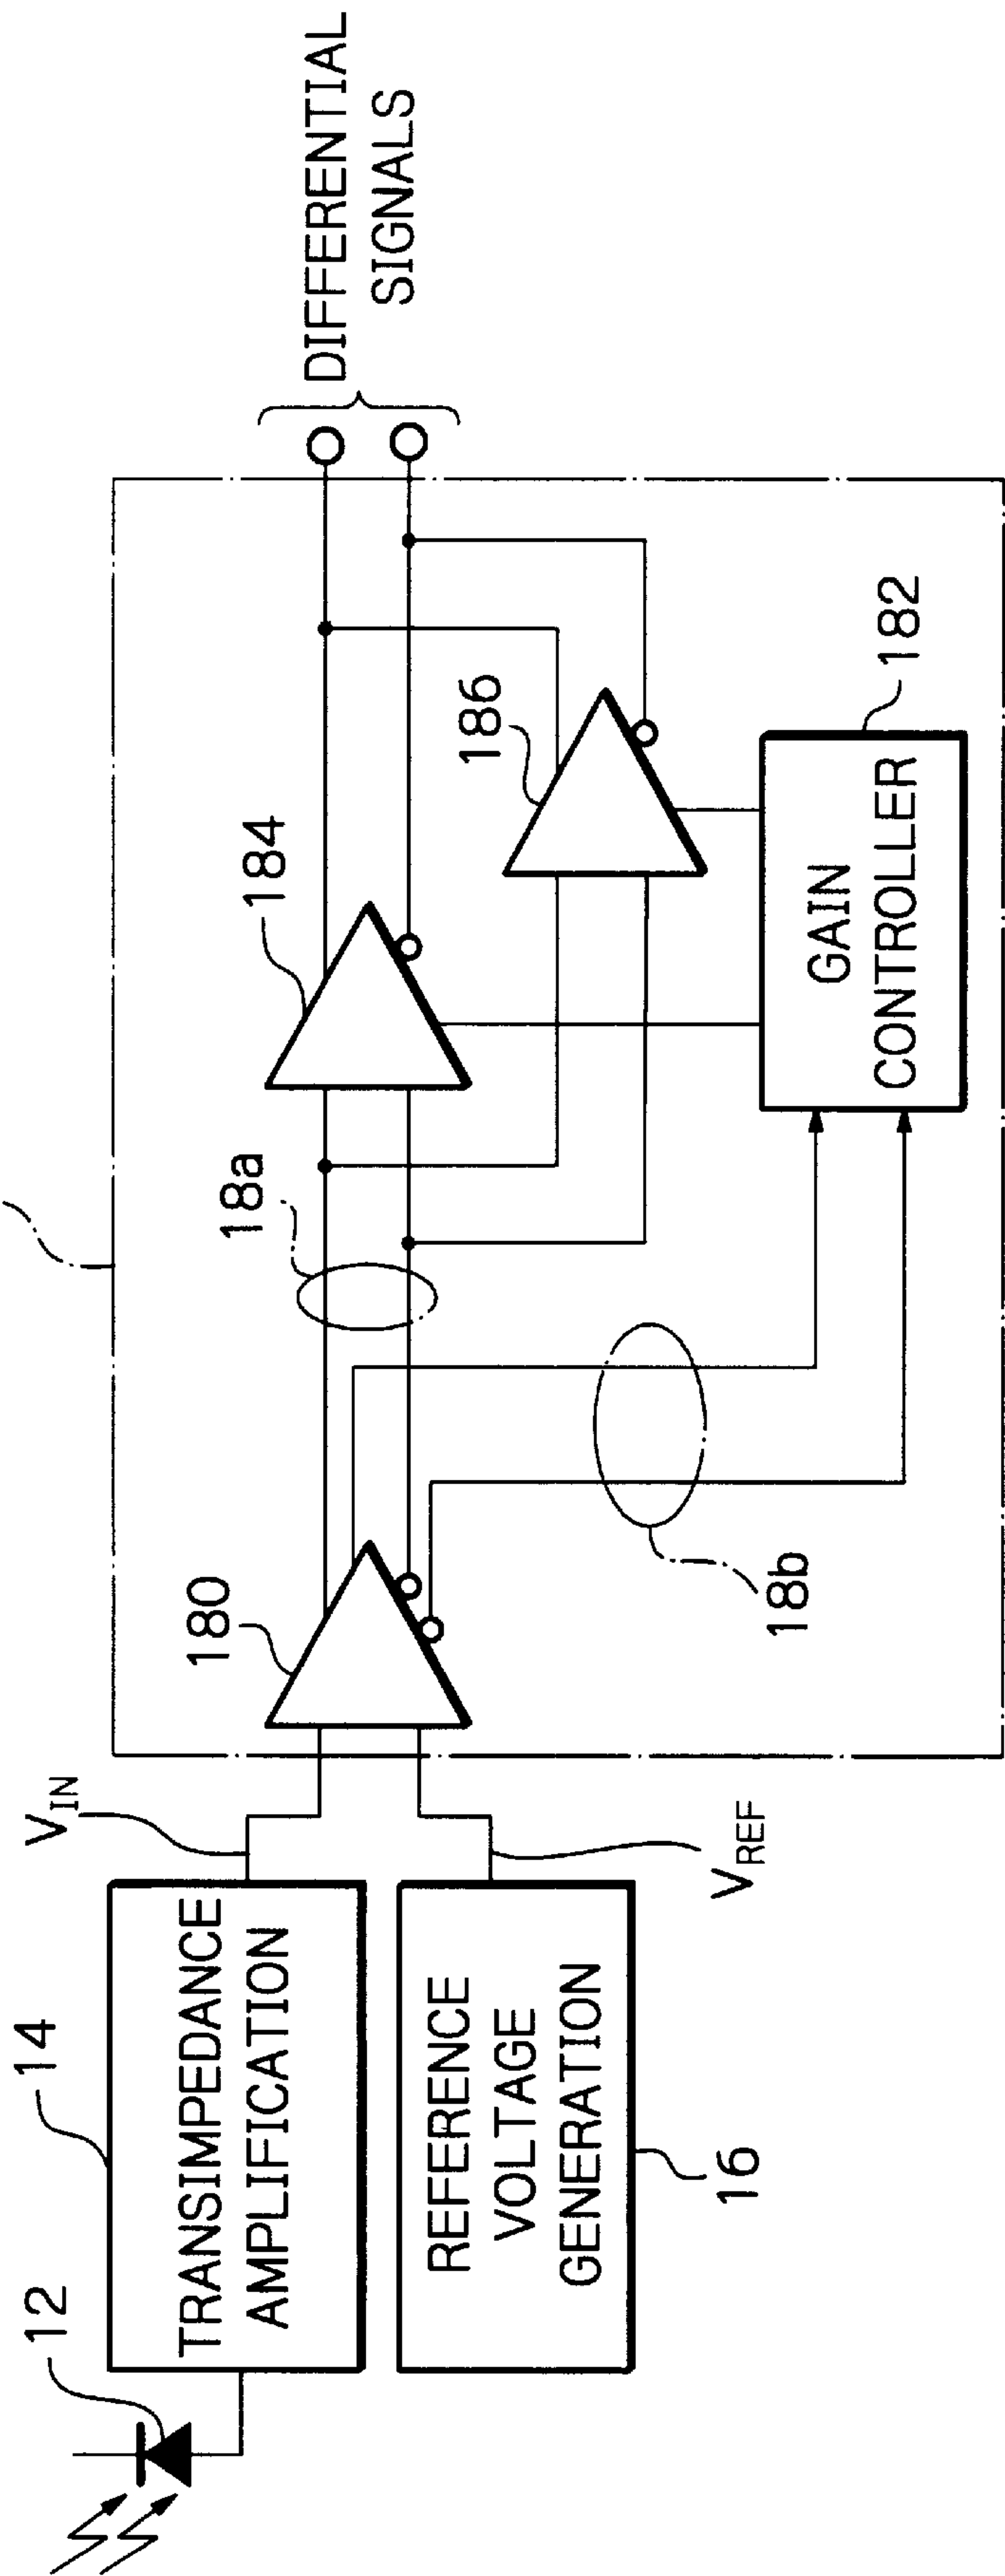 12
14
TRANSIMPEDANCE
AMPLIFICATION
V_IN
REFERENCE
VOLTAGE
GENERATION
16
V_REF
180
18a
18b
184
186
GAIN
CONTROLLER
182
DIFFERENTIAL
SIGNALS